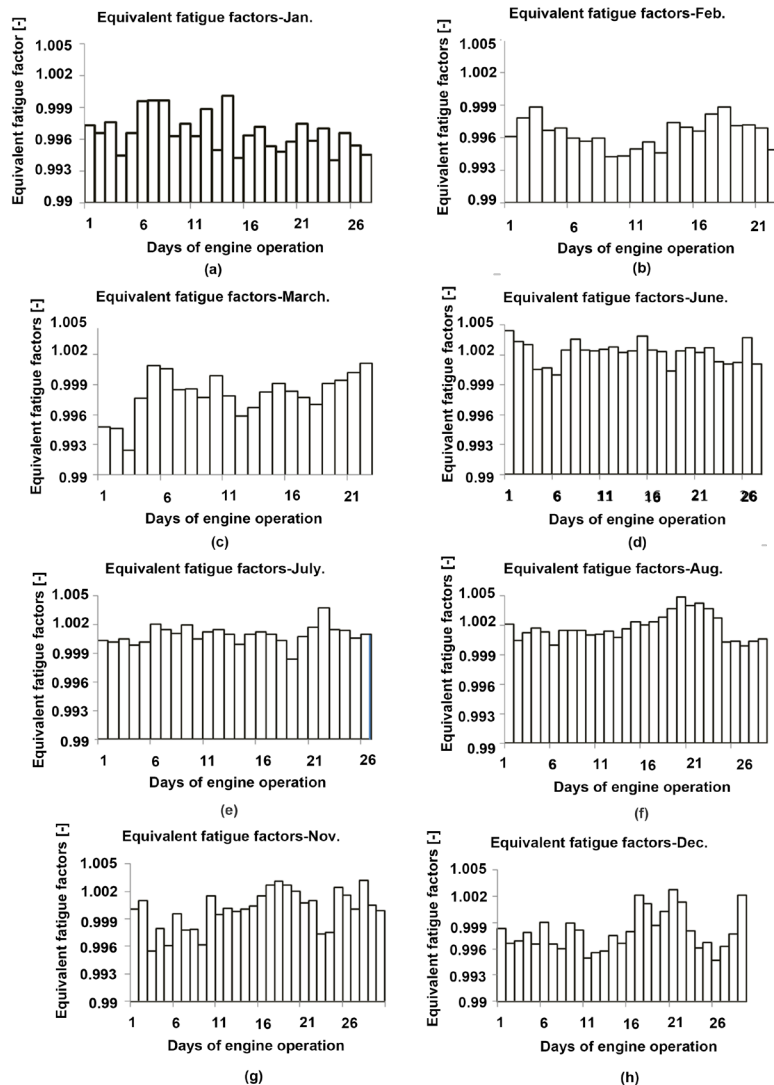 Equivalent fatigue factors-Jan.
Equivalent fatigue factor [-]
1.005
1.002
0.999
0.996
0.993
0.99
1 6 11 16 21 26
Days of engine operation
(a)
Equivalent fatigue factors-Feb.
Equivalent fatigue factors [-]
1.005
1.002
0.999
0.996
0.993
0.99
1 6 11 16 21
Days of engine operation
(b)
Equivalent fatigue factors-March.
Equivalent fatigue factors [-]
1.005
1.002
0.999
0.996
0.993
0.99
1 6 11 16 21
Days of engine operation
(c)
Equivalent fatigue factors-June.
Equivalent fatigue factors [-]
1.005
1.002
0.999
0.996
0.993
0.99
1 6 11 16 21 26
Days of engine operation
(d)
Equivalent fatigue factors-July.
Equivalent fatigue factors [-]
1.005
1.002
0.999
0.996
0.993
0.99
1 6 11 16 21 26
Days of engine operation
(e)
Equivalent fatigue factors-Aug.
Equivalent fatigue factors [-]
1.005
1.002
0.999
0.996
0.993
0.99
1 6 11 16 21 26
Days of engine operation
(f)
Equivalent fatigue factors-Nov.
Equivalent fatigue factors [-]
1.005
1.002
0.999
0.996
0.993
0.99
1 6 11 16 21 26
Days of engine operation
(g)
Equivalent fatigue factors-Dec.
Equivalent fatigue factors [-]
1.005
1.002
0.999
0.996
0.993
0.99
1 6 11 16 21 26
Days of engine operation
(h)